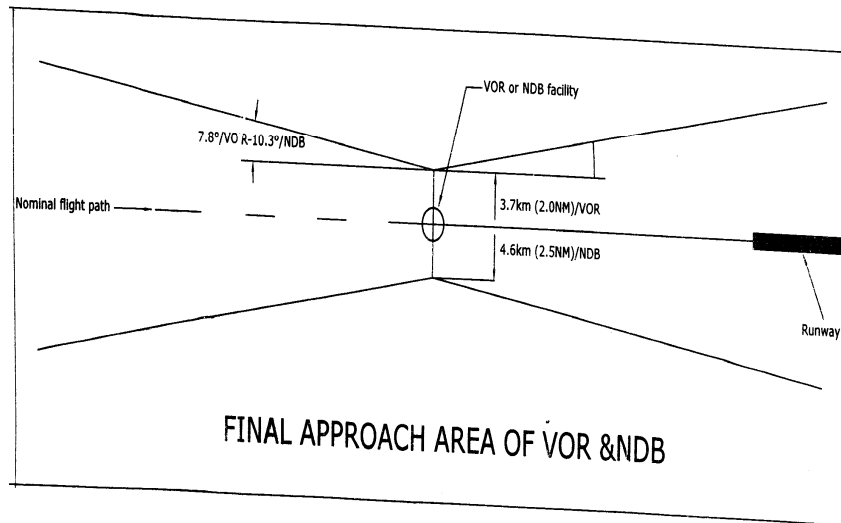 VOR or NDB facility
7.8°/VO R-10.3°/NDB
Nominal flight path
3.7km (2.0NM)/VOR
4.6km (2.5NM)/NDB
Runway
FINAL APPROACH AREA OF VOR &NDB